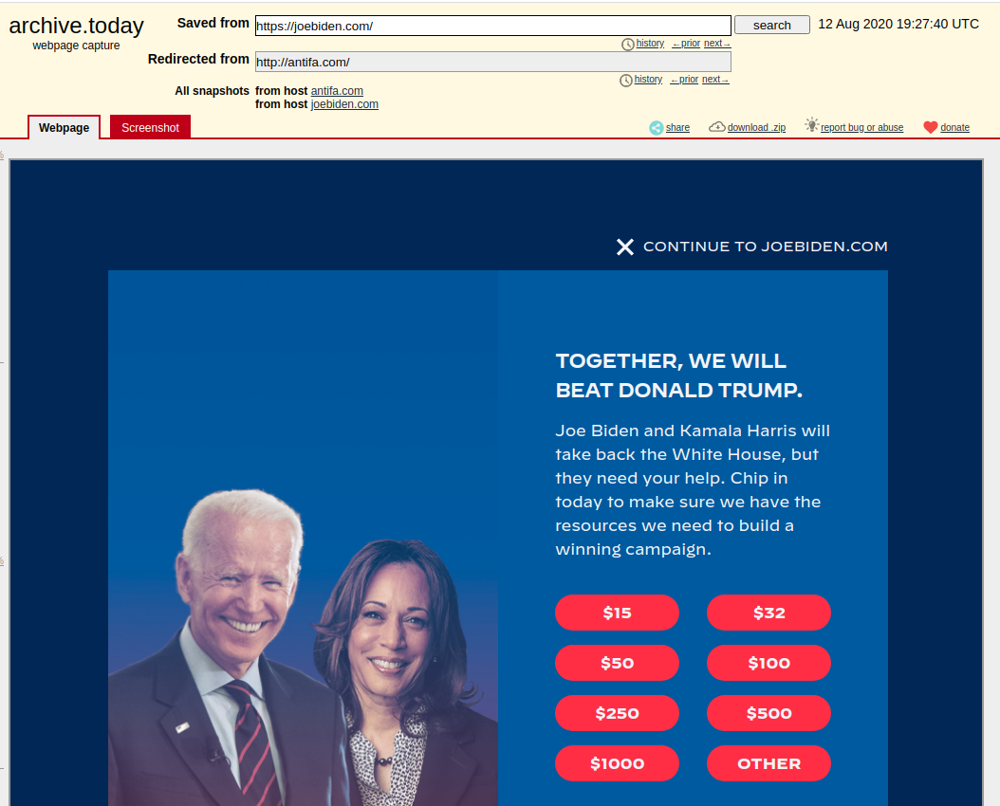 archive.today
webpage capture
Saved from
https://joebiden.com/
search
12 Aug 2020 19:27:40 UTC
history ←prior next→
Redirected from
http://antifa.com/
history ←prior next→
All snapshots from host antifa.com
from host joebiden.com
Webpage
Screenshot
share
download .zip
report bug or abuse
donate
CONTINUE TO JOEBIDEN.COM
TOGETHER, WE WILL
BEAT DONALD TRUMP.
Joe Biden and Kamala Harris will
take back the White House, but
they need your help. Chip in
today to make sure we have the
resources we need to build a
winning campaign.
$15
$32
$50
$100
$250
$500
$1000
OTHER